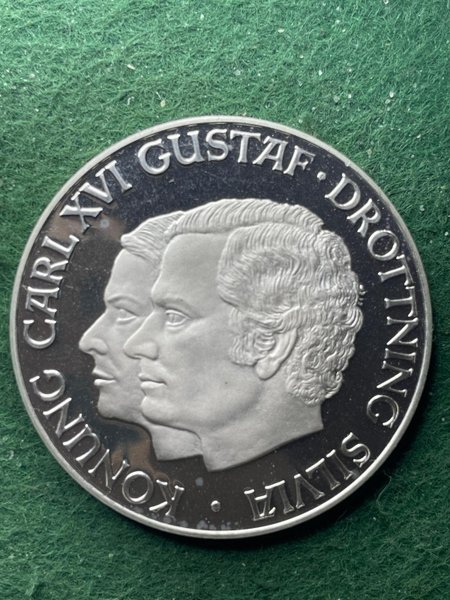 KONUNG CARL XVI GUSTAF · DROTTNING SILVIA ·